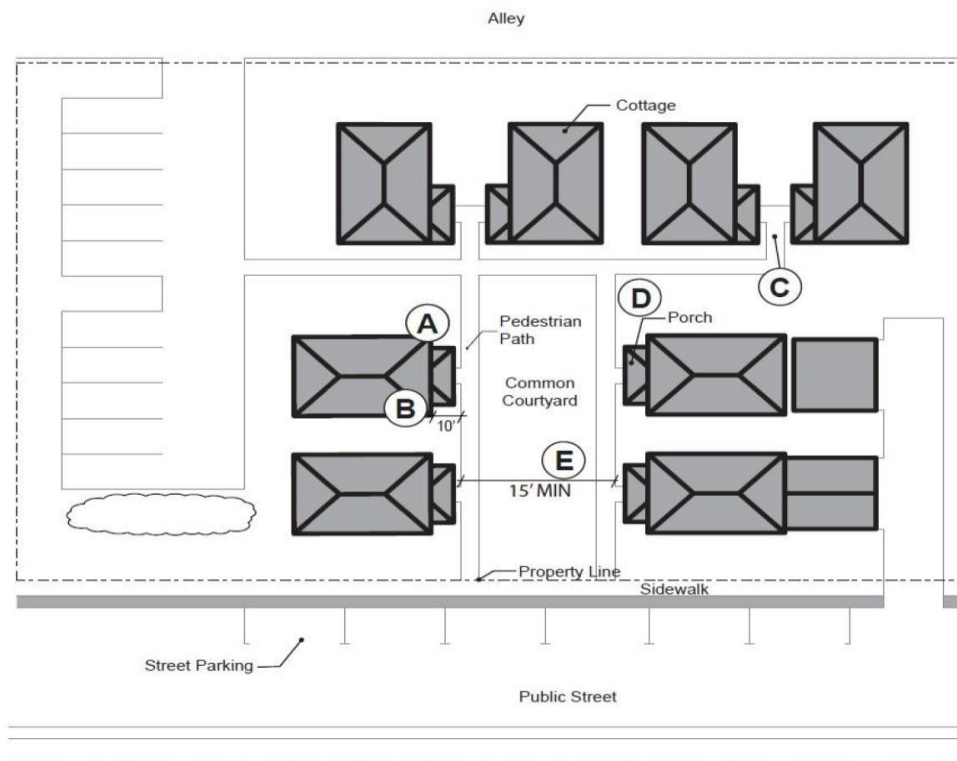 Alley
Cottage
C
D
A
Porch
Pedestrian
Path
Common
Courtyard
B
10'
E
15' MIN
Property Line
Sidewalk
Street Parking
Public Street